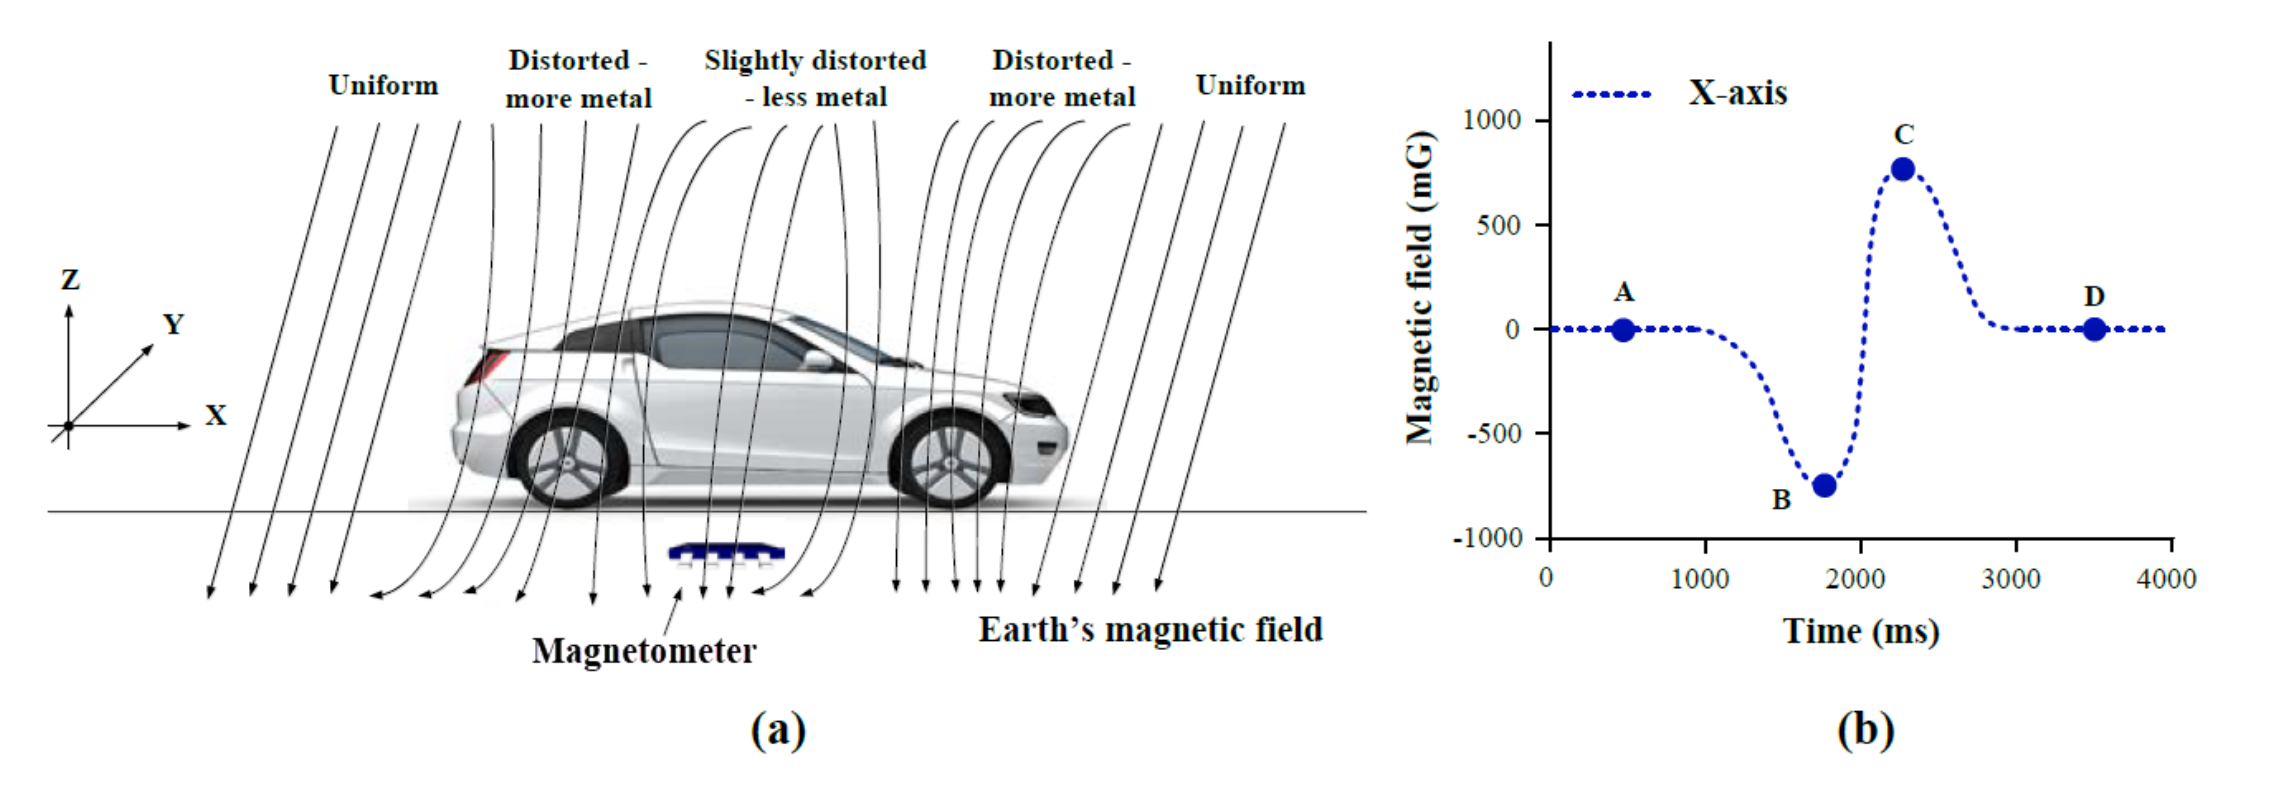 Uniform
Distorted -
more metal
Slightly distorted
- less metal
Distorted -
more metal
Uniform
Z
Y
X
Magnetometer
Earth’s magnetic field
(a)
X-axis
Magnetic field (mG)
1000
500
0
-500
-1000
A
B
C
D
0
1000
2000
3000
4000
Time (ms)
(b)